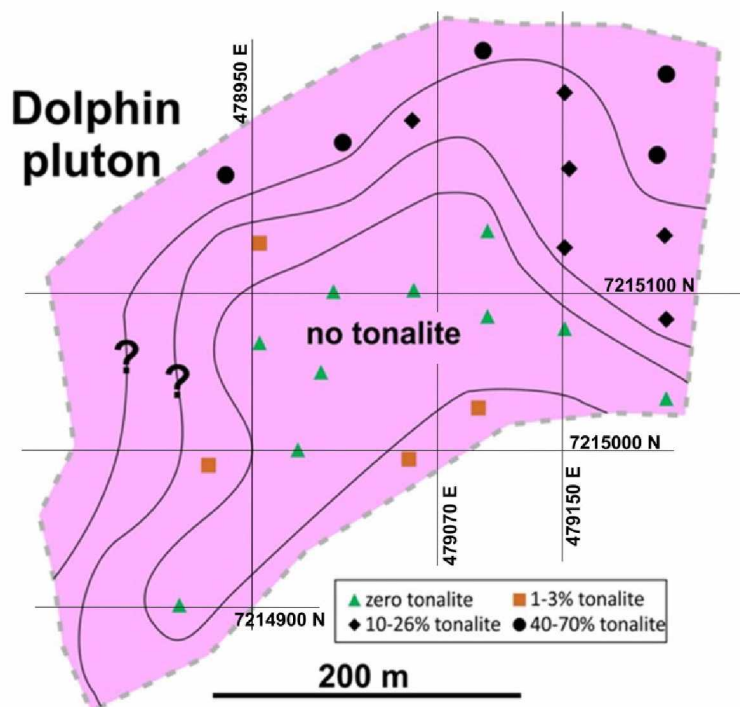 Dolphin
pluton
478950 E
7215100 N
no tonalite
?
?
7215000 N
479070 E
479150 E
zero tonalite
1-3% tonalite
10-26% tonalite
40-70% tonalite
7214900 N
200 m